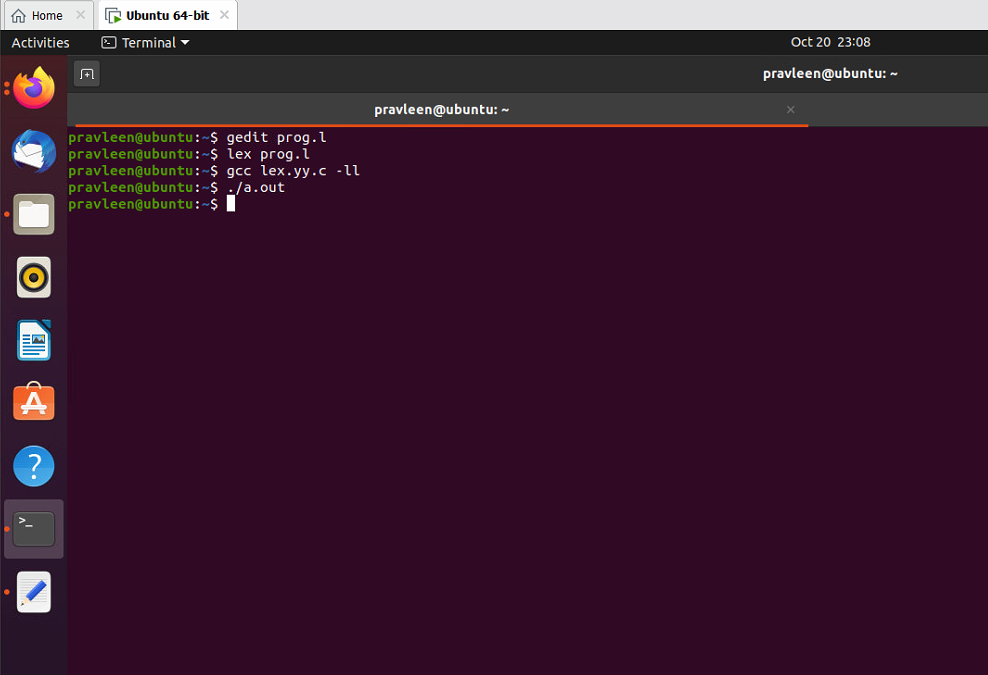 Home
Ubuntu 64-bit
Activities
Terminal
Oct 20 23:08
pravleen@ubuntu: ~
pravleen@ubuntu: ~
pravleen@ubuntu:~$ gedit prog.l
pravleen@ubuntu:~$ lex prog.l
pravleen@ubuntu:~$ gcc lex.yy.c -ll
pravleen@ubuntu:~$ ./a.out
pravleen@ubuntu:~$